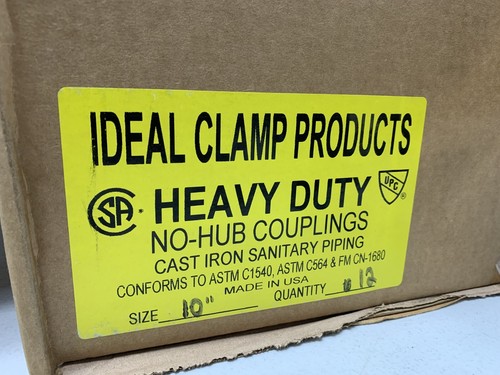 IDEAL CLAMP PRODUCTS
CSA HEAVY DUTY UPC ®
NO-HUB COUPLINGS
CAST IRON SANITARY PIPING
CONFORMS TO ASTM C1540, ASTM C564 & FM CN-1680
MADE IN USA
SIZE 10" QUANTITY 12